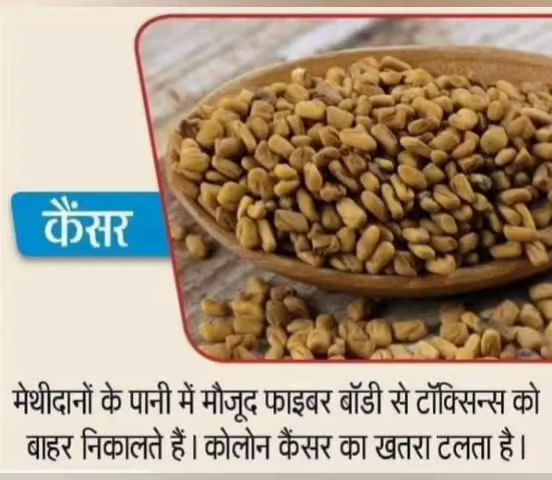 कैंसर
मेथीदानों के पानी में मौजूद फाइबर बॉडी से टॉक्सिन्स को
बाहर निकालते हैं। कोलोन कैंसर का खतरा टलता है।